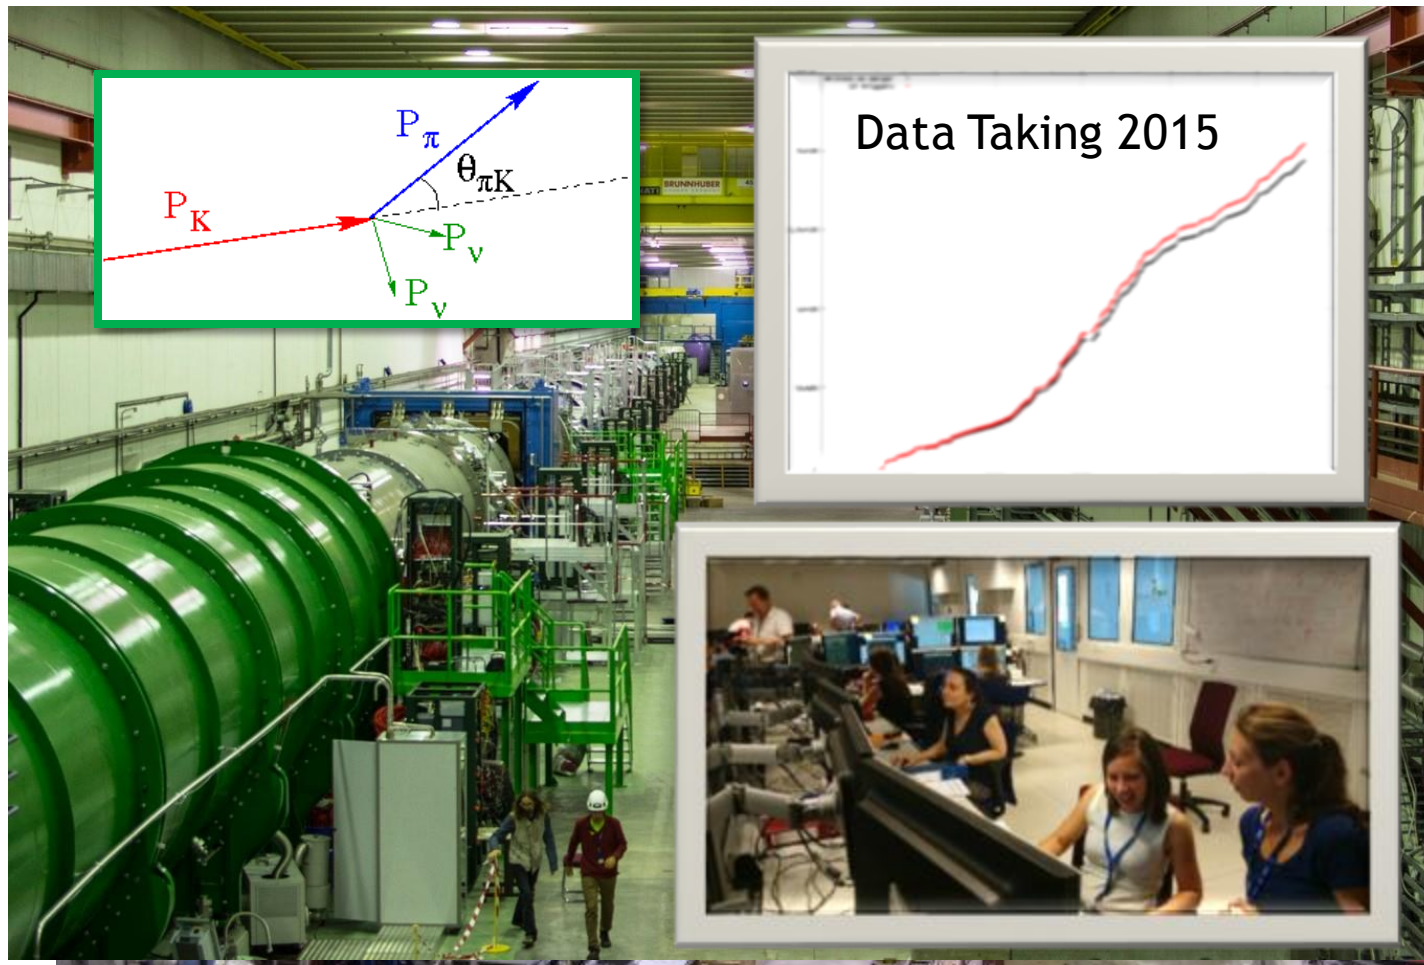 P_π
θ_πK
P_K
P_ν
P_ν
Data Taking 2015
BRUNNHUBER